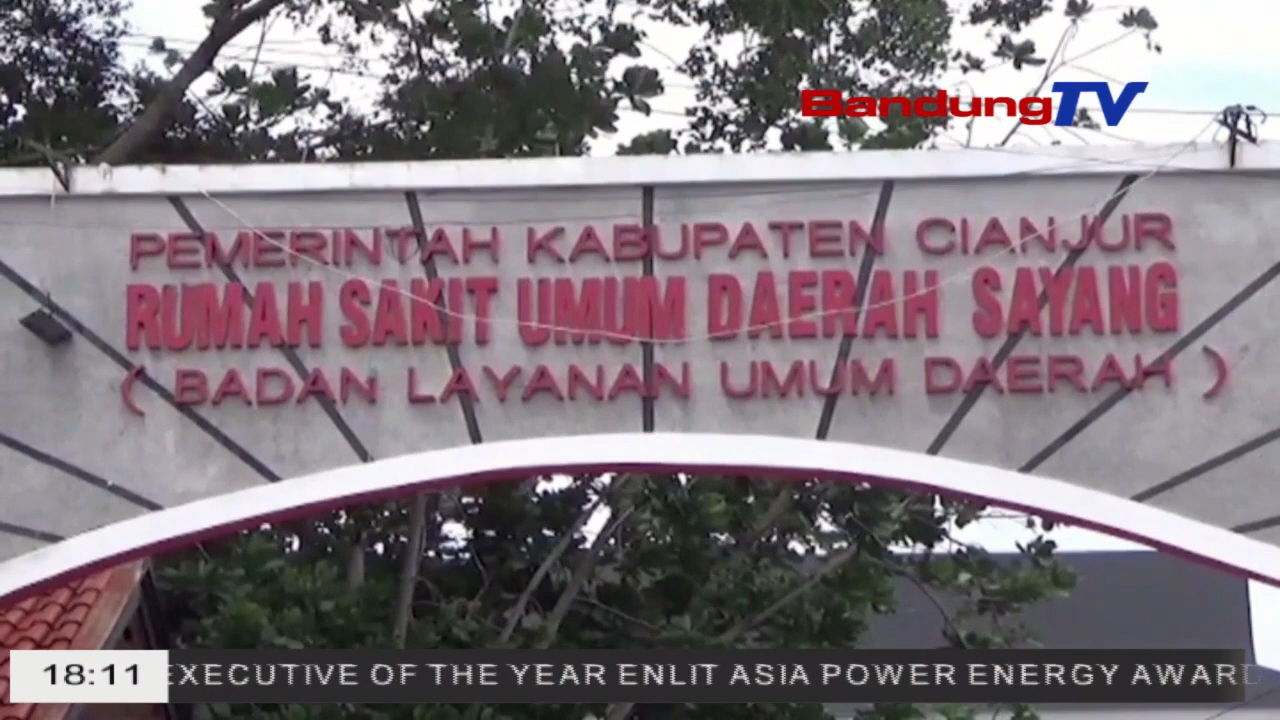 BandungTV
PEMERINTAH KABUPATEN CIANJUR
RUMAH SAKIT UMUM DAERAH SAYANG
( BADAN LAYANAN UMUM DAERAH )
18:11 EXECUTIVE OF THE YEAR ENLIT ASIA POWER ENERGY AWARD